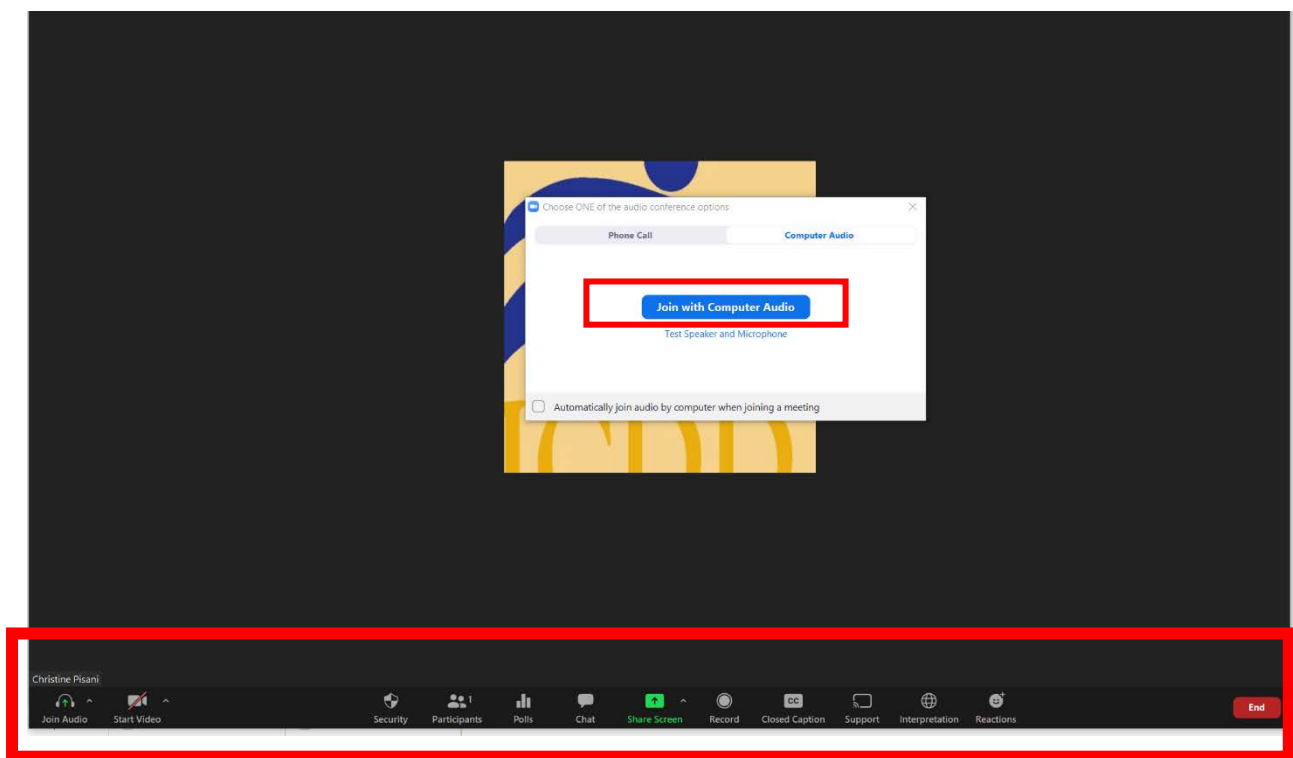 Choose ONE of the audio conference options
Phone Call
Computer Audio
Join with Computer Audio
Test Speaker and Microphone
Automatically join audio by computer when joining a meeting
Christine Pisani
1
Join Audio
Start Video
Security
Participants
Polls
Chat
Share Screen
Record
CC
Closed Caption
Support
Interpretation
Reactions
End